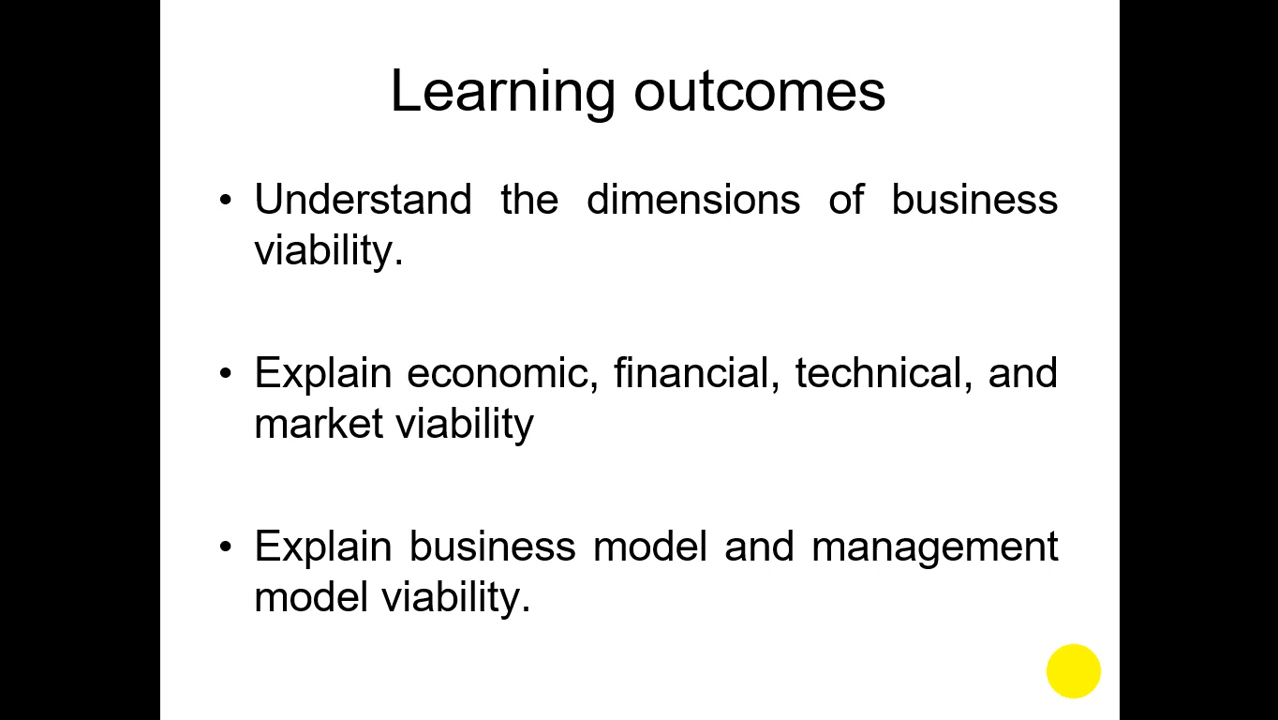 Learning outcomes
• Understand the dimensions of business
viability.
• Explain economic, financial, technical, and
market viability
• Explain business model and management
model viability.